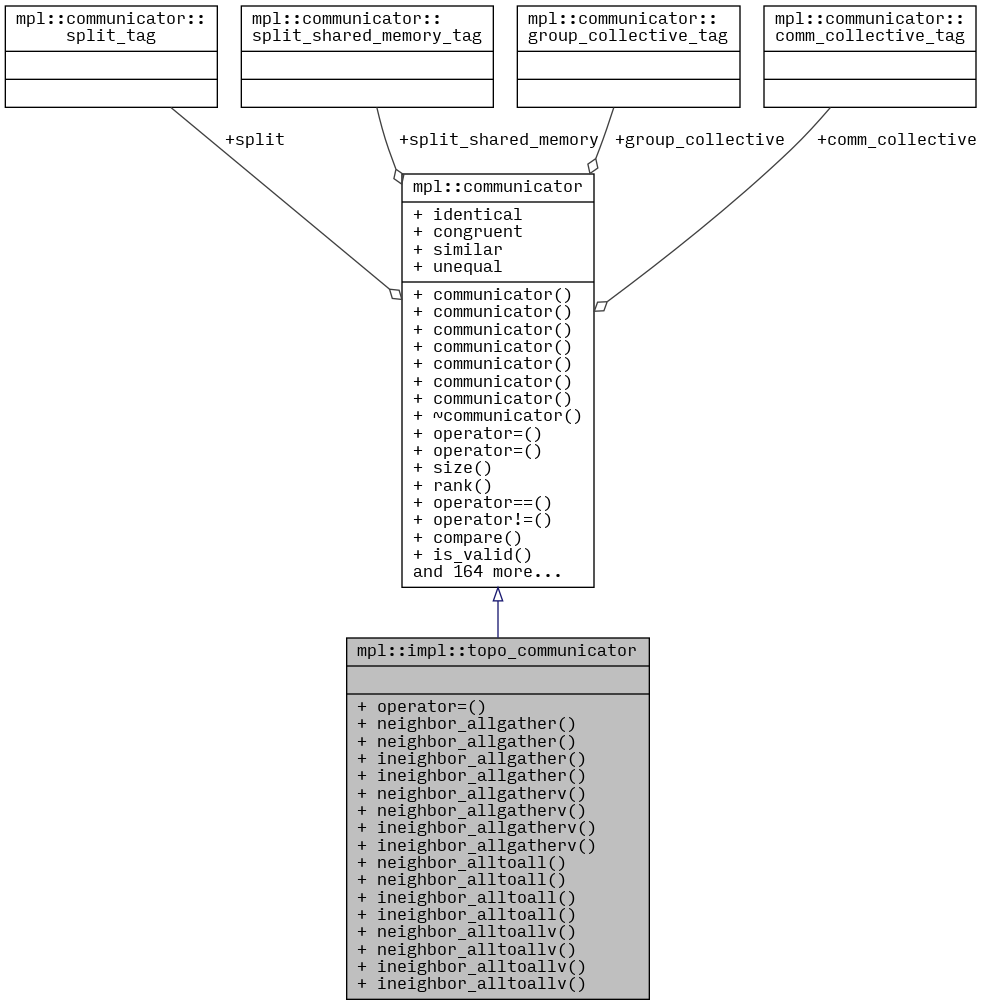 mpl::communicator::
split_tag
mpl::communicator::
split_shared_memory_tag
mpl::communicator::
group_collective_tag
mpl::communicator::
comm_collective_tag
+split
+split_shared_memory
+group_collective
+comm_collective
mpl::communicator
+ identical
+ congruent
+ similar
+ unequal
+ communicator()
+ communicator()
+ communicator()
+ communicator()
+ communicator()
+ communicator()
+ communicator()
+ ~communicator()
+ operator=()
+ operator=()
+ size()
+ rank()
+ operator==()
+ operator!=()
+ compare()
+ is_valid()
and 164 more...
mpl::impl::topo_communicator
+ operator=()
+ neighbor_allgather()
+ neighbor_allgather()
+ ineighbor_allgather()
+ ineighbor_allgather()
+ neighbor_allgatherv()
+ neighbor_allgatherv()
+ ineighbor_allgatherv()
+ ineighbor_allgatherv()
+ neighbor_alltoall()
+ neighbor_alltoall()
+ ineighbor_alltoall()
+ ineighbor_alltoall()
+ neighbor_alltoallv()
+ neighbor_alltoallv()
+ ineighbor_alltoallv()
+ ineighbor_alltoallv()